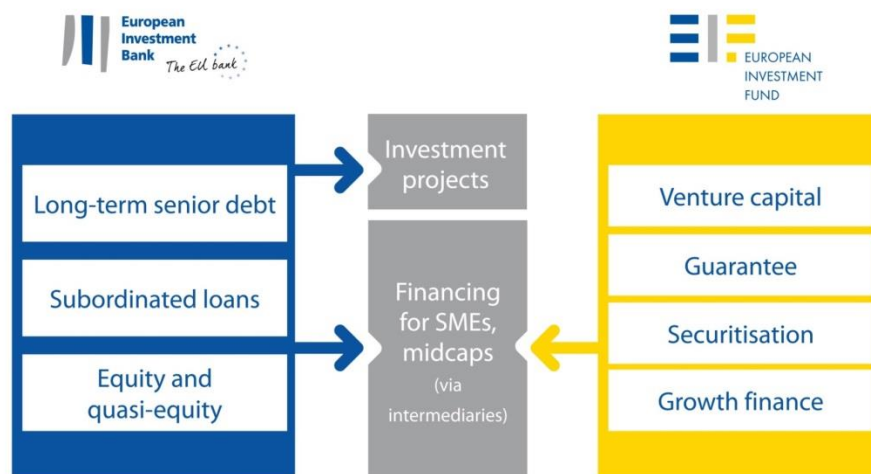 European
Investment
Bank
The EU bank
EUROPEAN
INVESTMENT
FUND
Long-term senior debt
Subordinated loans
Equity and
quasi-equity
Investment
projects
Financing
for SMEs,
midcaps
(via
intermediaries)
Venture capital
Guarantee
Securitisation
Growth finance